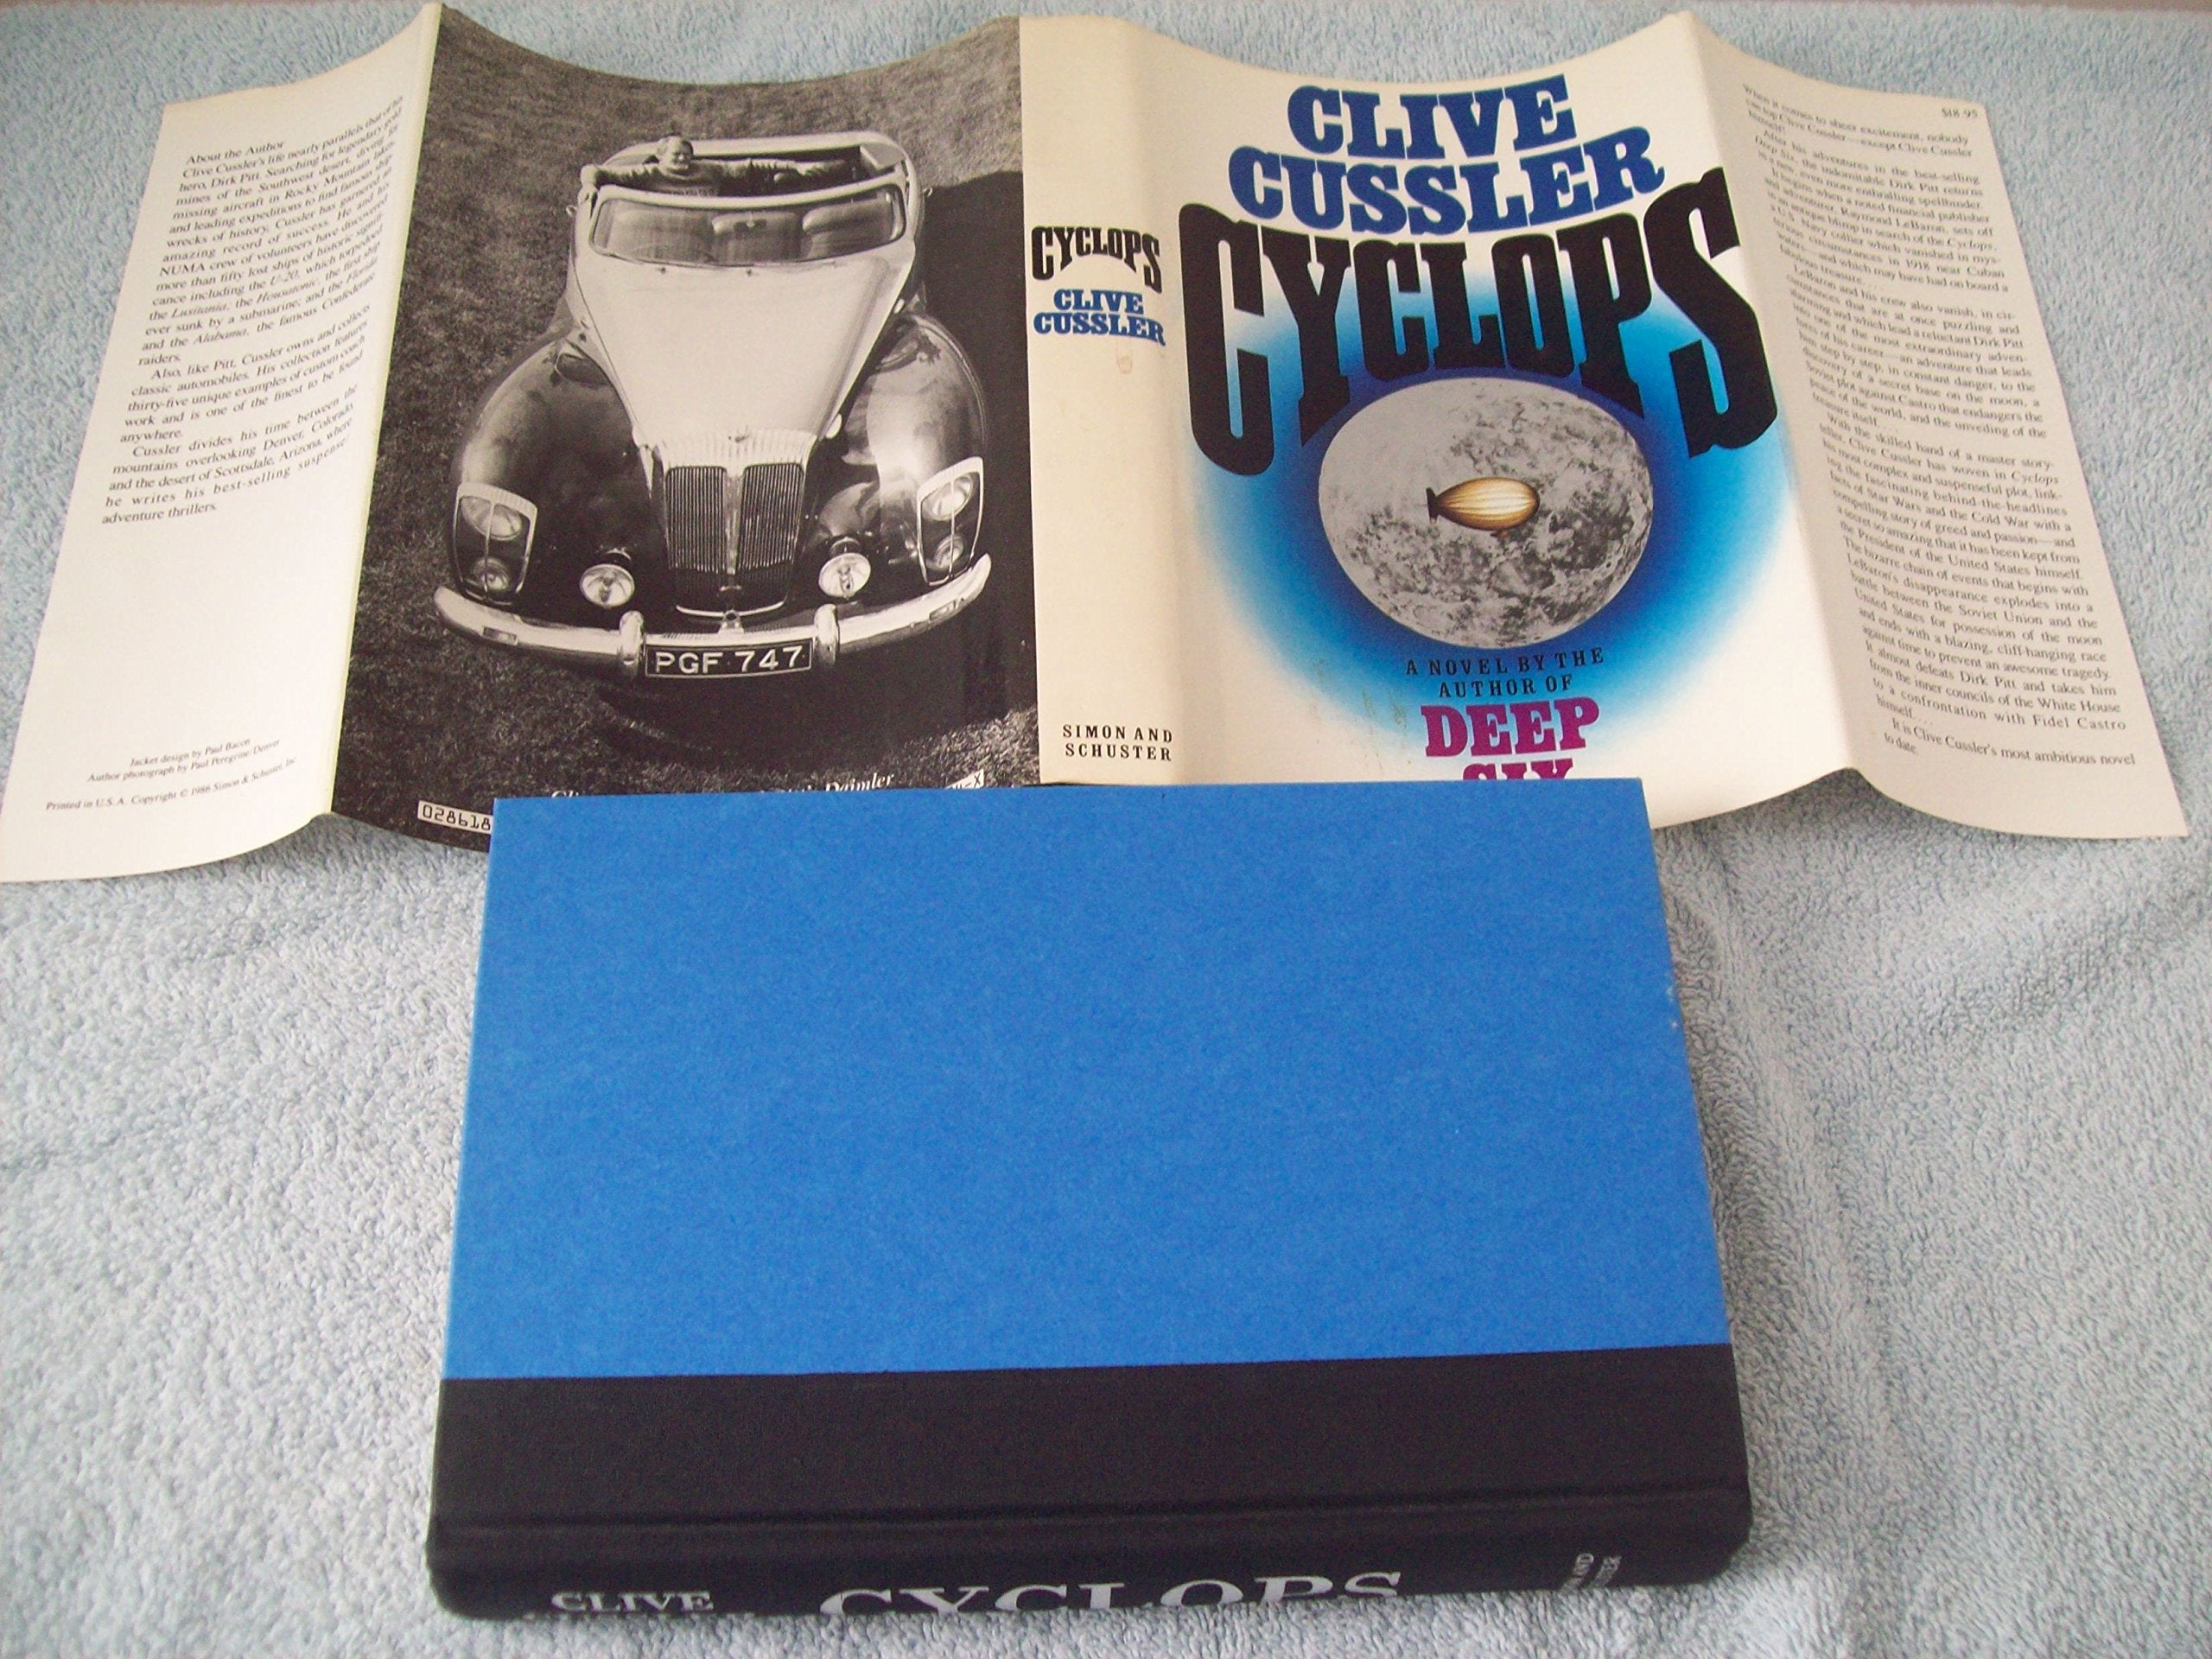 About the Author
Clive Cussler's life nearly parallels that of his
hero, Dirk Pitt. Searching for legendary gold
mines of the Southwest desert, diving for
missing aircraft in Rocky Mountain lakes,
and leading expeditions to find famous ship-
wrecks of history, Cussler has garnered an
amazing record of successes. He and his
NUMA crew of volunteers have discovered
more than fifty lost ships of historic signifi-
cance including the U-20, which torpedoed
the Lusitania; the Housatonic, the first ship
ever sunk by a submarine; and the Florida
and the Alabama, the famous Confederate
raiders.
Also, like Pitt, Cussler owns and collects
classic automobiles. His collection features
thirty-five unique examples of custom coach
work and is one of the finest to be found
anywhere.
Cussler divides his time between the
mountains overlooking Denver, Colorado,
and the desert of Scottsdale, Arizona, where
he writes his best-selling suspense/
adventure thrillers.
Jacket design by Paul Bacon
Author photograph by Paul Peregrine/Denver
Printed in U.S.A. Copyright © 1986 Simon & Schuster, Inc.
PGF 747
Daimler
028618
CYCLOPS
CLIVE
CUSSLER
SIMON AND
SCHUSTER
CLIVE
CUSSLER
CYCLOPS
A NOVEL BY THE
AUTHOR OF
DEEP
SIX
$18.95
When it comes to sheer excitement, nobody
can top Clive Cussler—except Clive Cussler
himself!
After his adventures in the best-selling
Deep Six, the indomitable Dirk Pitt returns
in a new, even more enthralling spellbinder.
It begins when a noted financial publisher
and adventurer, Raymond LeBaron, sets off
in an antique blimp in search of the Cyclops,
a U.S. Navy collier which vanished in mys-
terious circumstances in 1918 near Cuban
waters—and which may have had on board a
fabulous treasure....
LeBaron and his crew also vanish, in cir-
cumstances that are at once puzzling and
alarming and which lead a reluctant Dirk Pitt
into one of the most extraordinary adven-
tures of his career—an adventure that leads
him step by step, in constant danger, to the
discovery of a secret base on the moon, a
Soviet plot against Castro that endangers the
peace of the world, and the unveiling of the
treasure itself....
With the skilled hand of a master story-
teller, Clive Cussler has woven in Cyclops
his most complex and suspenseful plot, link-
ing the fascinating behind-the-headlines
facts of Star Wars and the Cold War with a
compelling story of greed and passion—and
a secret so amazing that it has been kept from
the President of the United States himself.
The bizarre chain of events that begins with
LeBaron's disappearance explodes into a
battle between the Soviet Union and the
United States for possession of the moon
and ends with a blazing, cliff-hanging race
against time to prevent an awesome tragedy.
It almost defeats Dirk Pitt and takes him
from the inner councils of the White House
to a confrontation with Fidel Castro
himself....
It is Clive Cussler's most ambitious novel
to date.
CLIVE
CYCLOPS